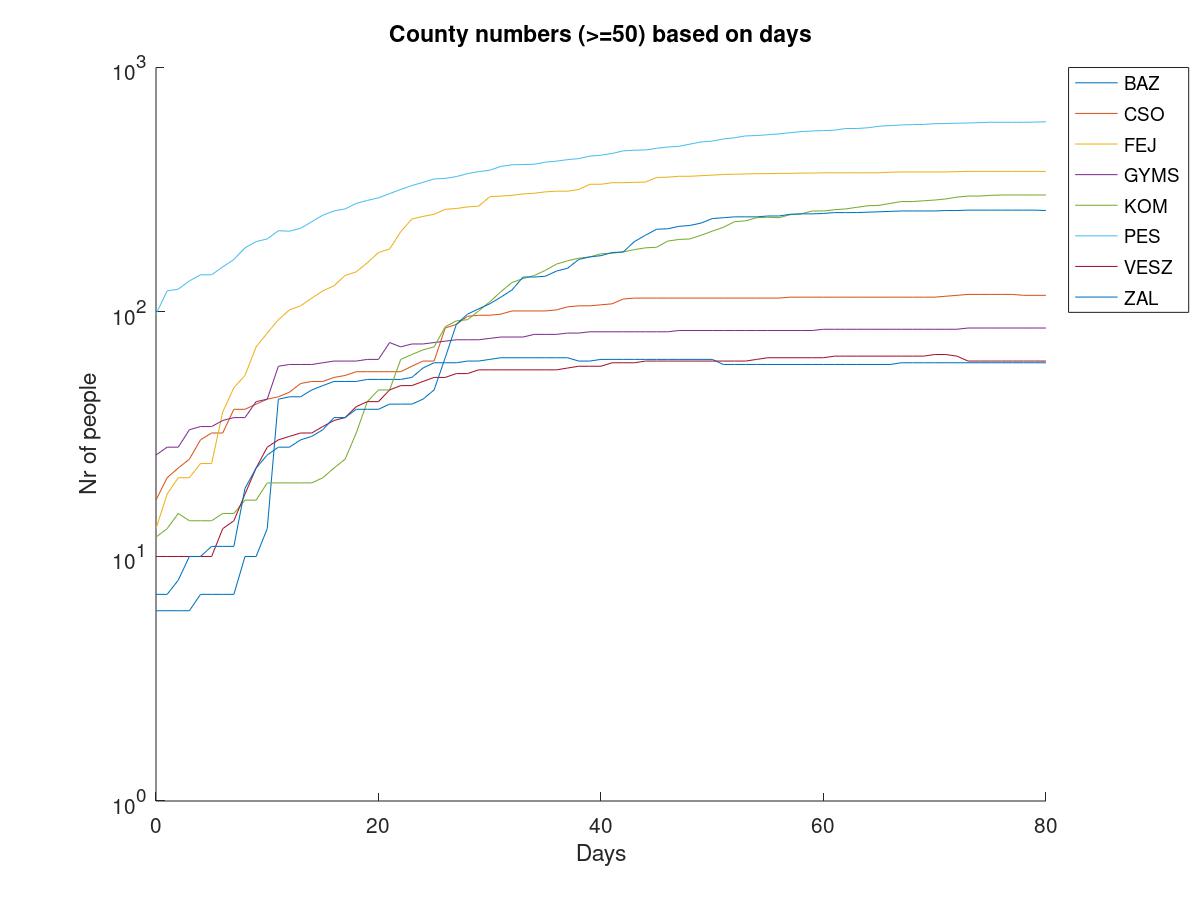 County numbers (>=50) based on days
10^3
10^2
10^1
10^0
Nr of people
0 20 40 60 80
Days
BAZ
CSO
FEJ
GYMS
KOM
PES
VESZ
ZAL